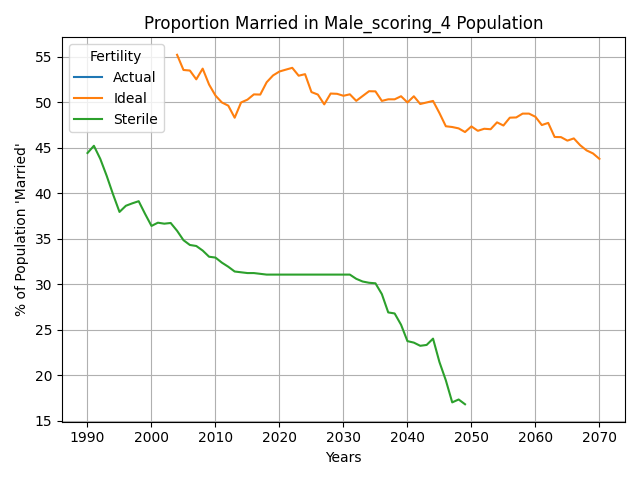 Proportion Married in Male_scoring_4 Population
Fertility
Actual
Ideal
Sterile
% of Population 'Married'
55
50
45
40
35
30
25
20
15
1990 2000 2010 2020 2030 2040 2050 2060 2070
Years